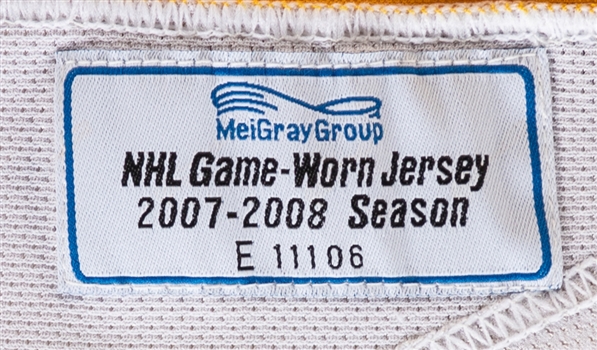 MeiGrayGroup
NHL Game-Worn Jersey
2007-2008 Season
E 11106